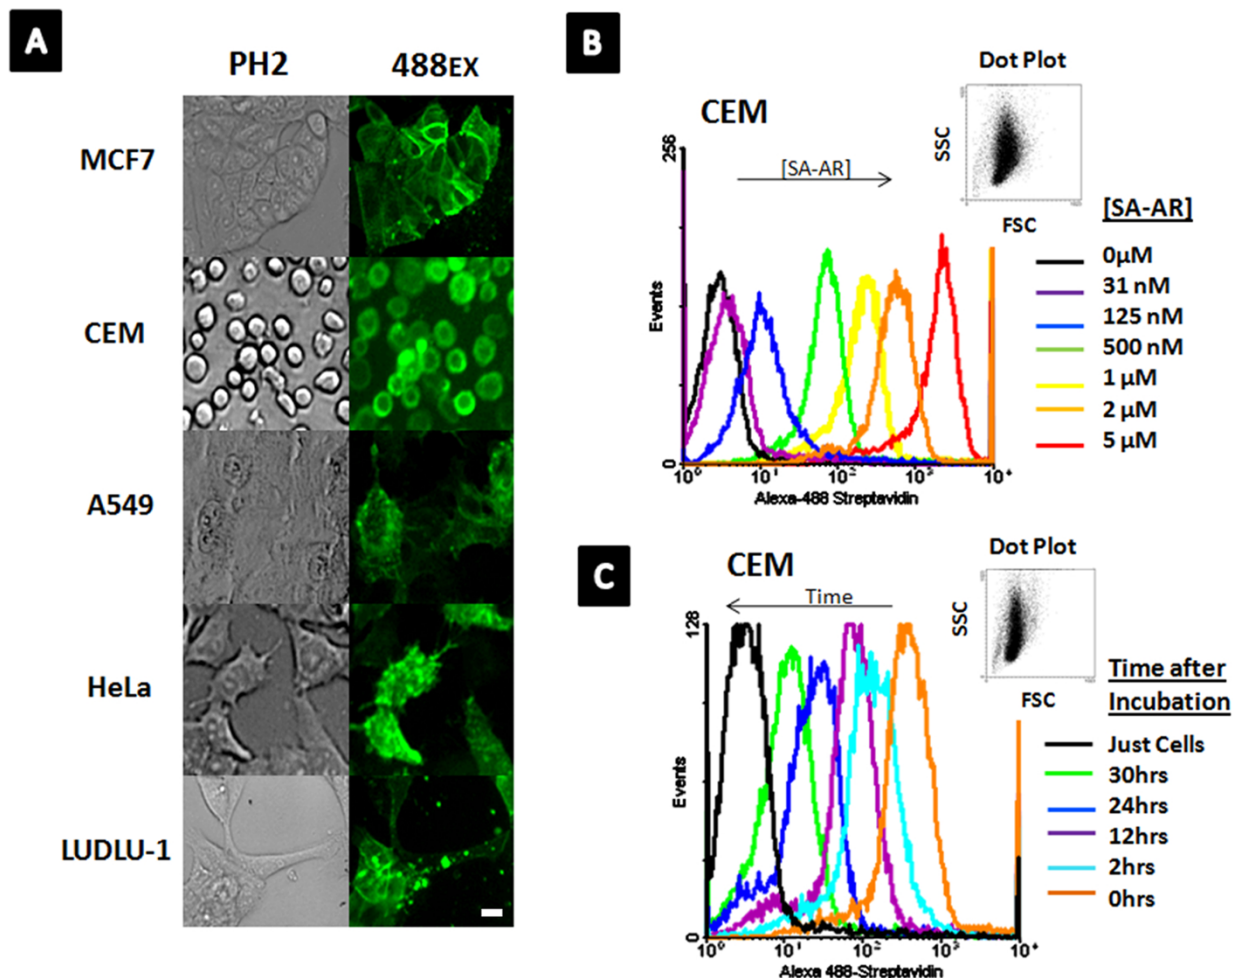 A
PH2
488EX
MCF7
CEM
A549
HeLa
LUDLU-1
B
Dot Plot
CEM
SSC
FSC
256
[SA-AR]
Events
0
10⁰
10¹
10²
10³
10⁴
Alexa-488 Streptavidin
[SA-AR]
0µM
31 nM
125 nM
500 nM
1 µM
2 µM
5 µM
C
Dot Plot
CEM
SSC
FSC
Time
128
Events
0
10⁰
10¹
10²
10³
10⁴
Alexa 488-Streptavidin
Time after
Incubation
Just Cells
30hrs
24hrs
12hrs
2hrs
0hrs